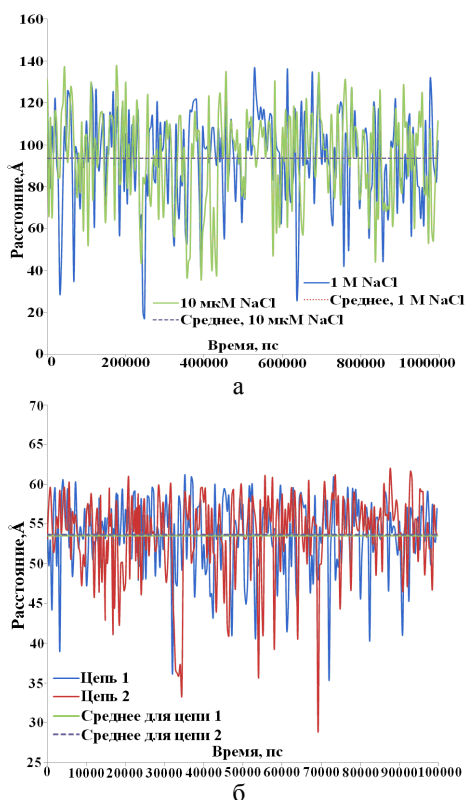 160
140
120
100
80
60
40
20
0
Расстояние,Å
10 мкМ NaCl
1 М NaCl
Среднее, 1 М NaCl
Среднее, 10 мкМ NaCl
Время, пс
0 200000 400000 600000 800000 1000000
а
70
65
60
55
50
45
40
35
30
25
Расстояние,Å
Цепь 1
Цепь 2
Среднее для цепи 1
Среднее для цепи 2
Время, пс
0 10000 20000 30000 40000 50000 60000 70000 80000 90000 100000
б